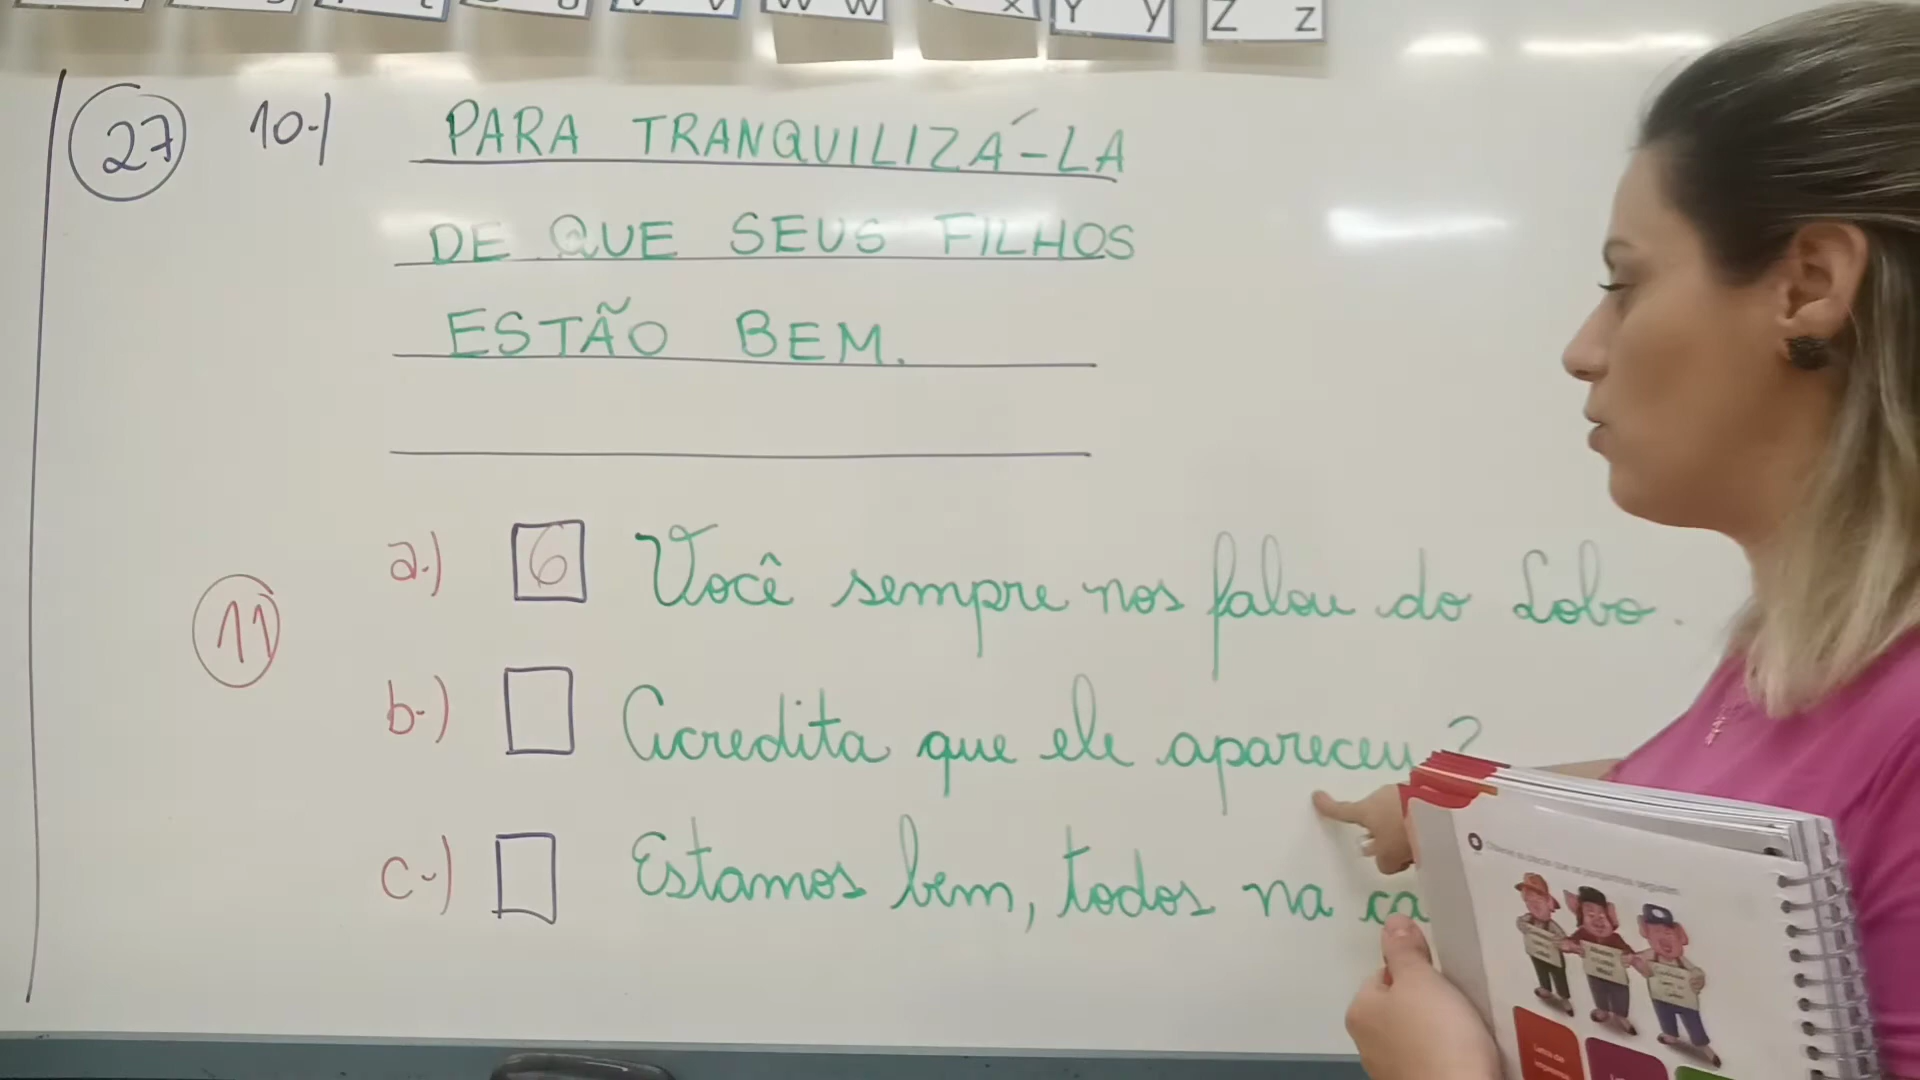 Y y Z z
27 10-) PARA TRANQUILIZÁ-LA
DE QUE SEUS FILHOS
ESTÃO BEM.
11
a-) 6 Você sempre nos falou do Lobo.
b-) Acredita que ele apareceu?
c-) Estamos bem, todos na ca